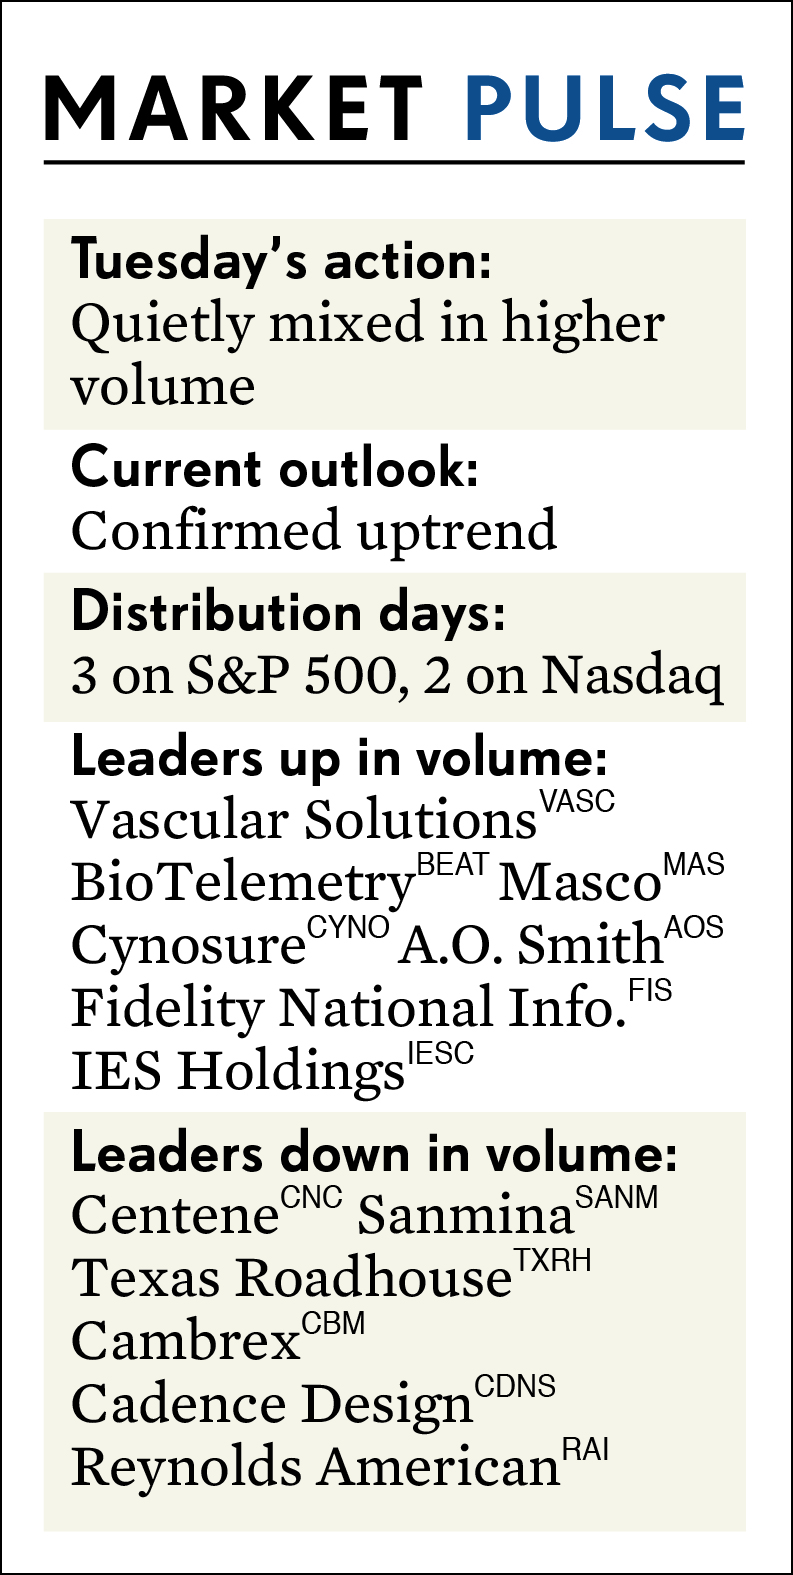 MARKET PULSE
Tuesday’s action:
Quietly mixed in higher
volume
Current outlook:
Confirmed uptrend
Distribution days:
3 on S&P 500, 2 on Nasdaq
Leaders up in volume:
Vascular Solutions VASC
BioTelemetry BEAT Masco MAS
Cynosure CYNO A.O. Smith AOS
Fidelity National Info. FIS
IES Holdings IESC
Leaders down in volume:
Centene CNC Sanmina SANM
Texas Roadhouse TXRH
Cambrex CBM
Cadence Design CDNS
Reynolds American RAI